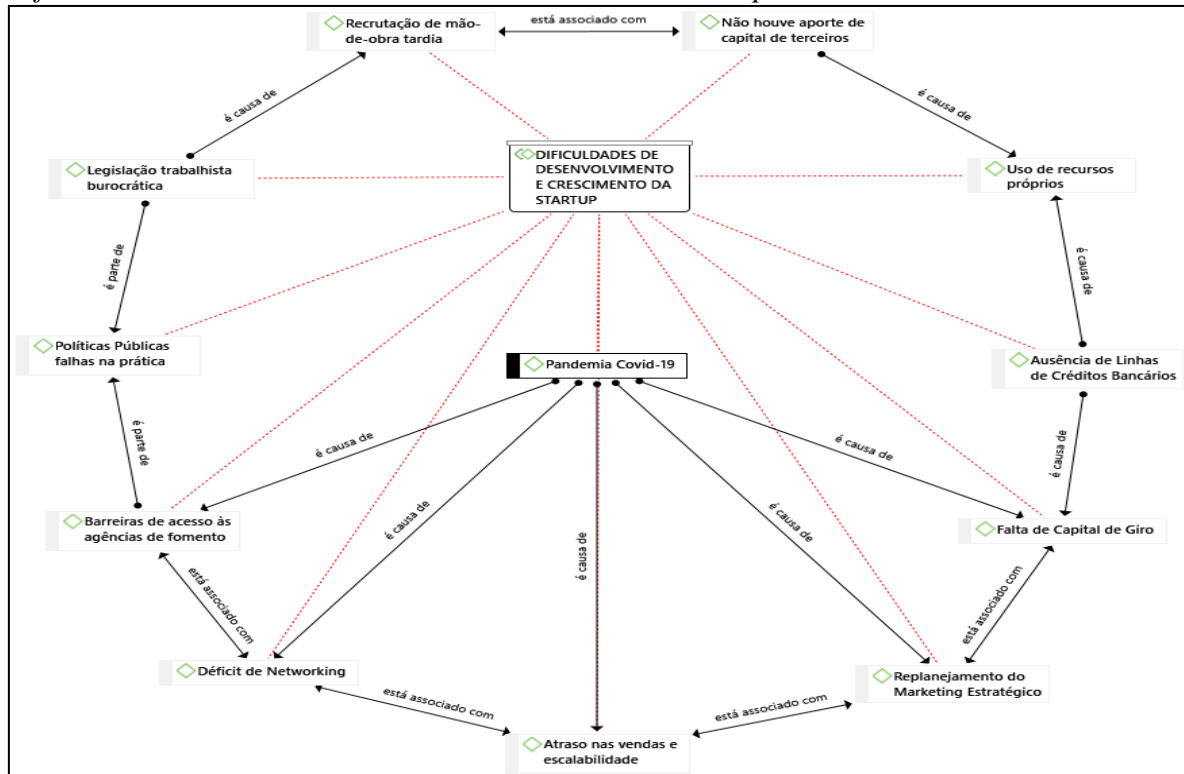 Recrutação de mão-
de-obra tardia
está associado com
Não houve aporte de
capital de terceiros
é causa de
é causa de
DIFICULDADES DE
DESENVOLVIMENTO
E CRESCIMENTO DA
STARTUP
Legislação trabalhista
burocrática
Uso de recursos
próprios
é parte de
é causa de
Políticas Públicas
falhas na prática
Pandemia Covid-19
Ausência de Linhas
de Créditos Bancários
é parte de
é causa de
é causa de
é causa de
é causa de
é causa de
é causa de
Barreiras de acesso às
agências de fomento
Falta de Capital de Giro
está associado com
está associado com
Déficit de Networking
Replanejamento do
Marketing Estratégico
está associado com
está associado com
Atraso nas vendas e
escalabilidade